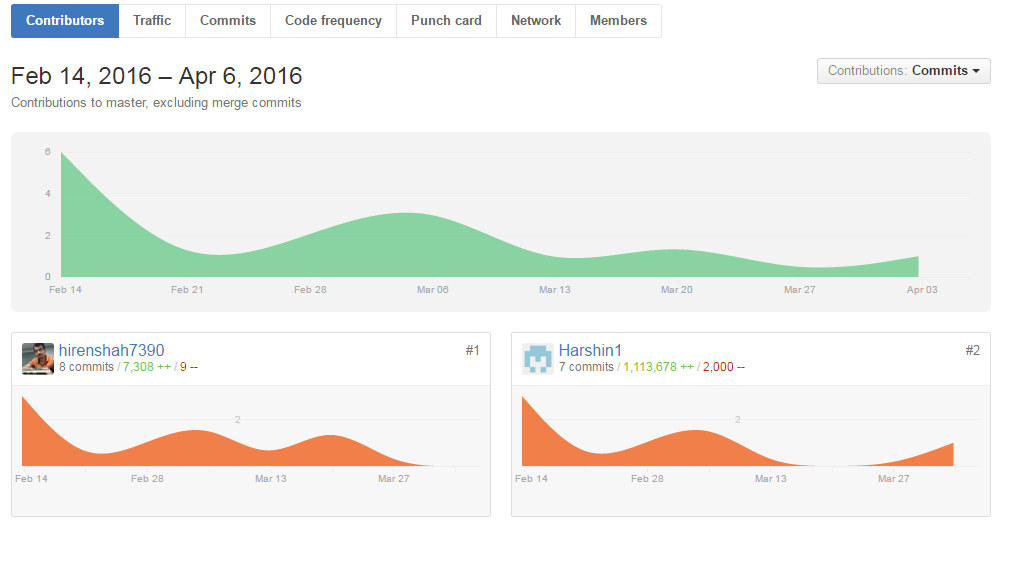 Contributors Traffic Commits Code frequency Punch card Network Members
Feb 14, 2016 – Apr 6, 2016
Contributions: Commits
Contributions to master, excluding merge commits
6
4
2
0
Feb 14 Feb 21 Feb 28 Mar 06 Mar 13 Mar 20 Mar 27 Apr 03
hirenshah7390 #1
8 commits / 7,308 ++ / 9 --
2
Feb 14 Feb 28 Mar 13 Mar 27
Harshin1 #2
7 commits / 1,113,678 ++ / 2,000 --
2
Feb 14 Feb 28 Mar 13 Mar 27